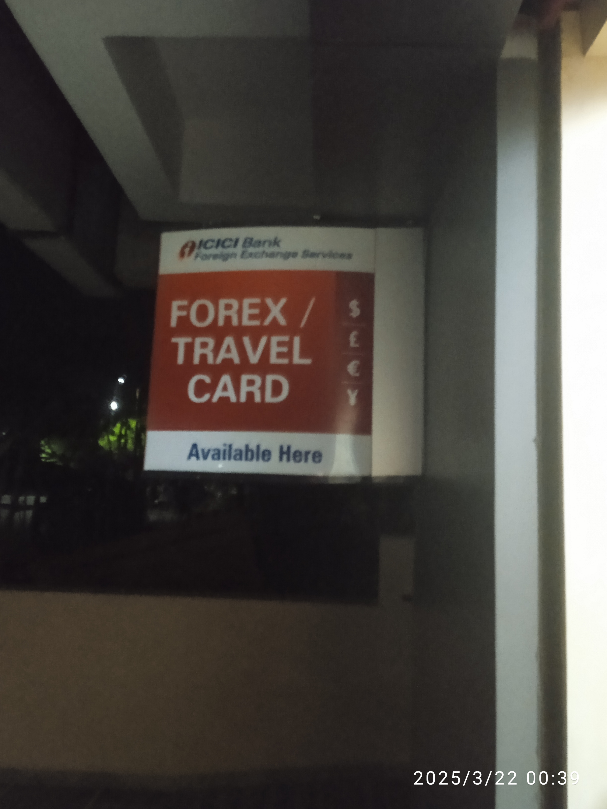 ICICI Bank
Foreign Exchange Services
FOREX /
TRAVEL
CARD
$
£
€
¥
Available Here
2025/3/22 00:39